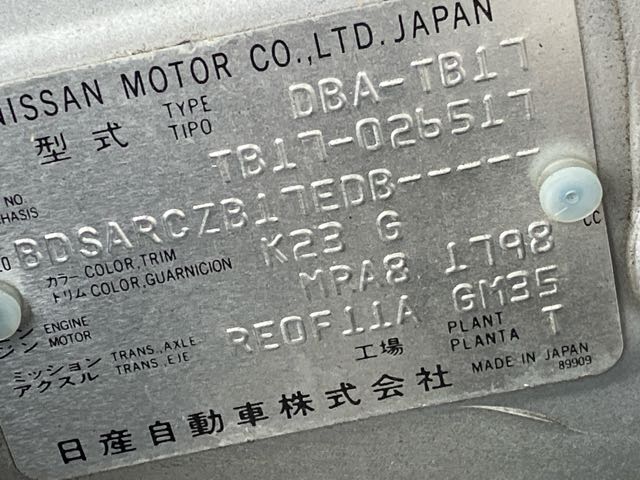 NISSAN MOTOR CO.,LTD. JAPAN
型式 TYPE TIPO DBA-TB17
NO. TB17-026517
BDSARCZB17EDB-----
カラー COLOR,TRIM K23 G
トリム COLOR,GUARNICION
ENGINE MOTOR MRA8 1798 CC
ミッション TRANS.,AXLE RE0F11A GM35
アクスル TRANS.,EJE
工場 PLANT PLANTA T
MADE IN JAPAN
89909
日産自動車株式会社